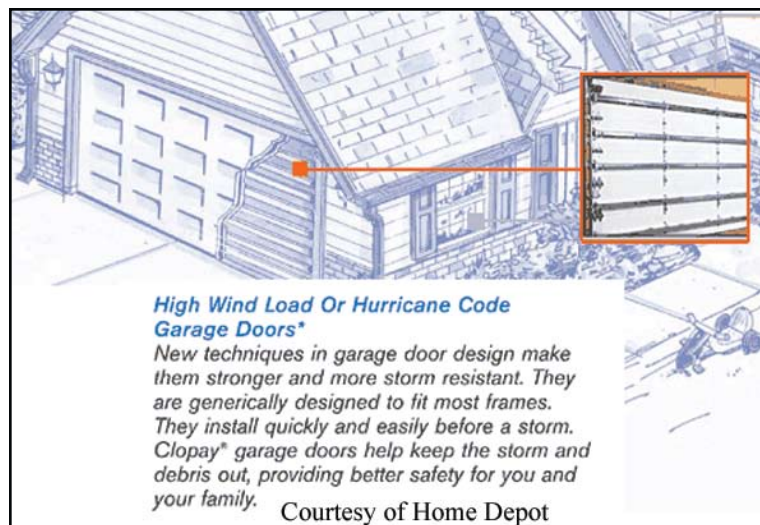 High Wind Load Or Hurricane Code
Garage Doors*
New techniques in garage door design make
them stronger and more storm resistant. They
are generically designed to fit most frames.
They install quickly and easily before a storm.
Clopay® garage doors help keep the storm and
debris out, providing better safety for you and
your family.
Courtesy of Home Depot